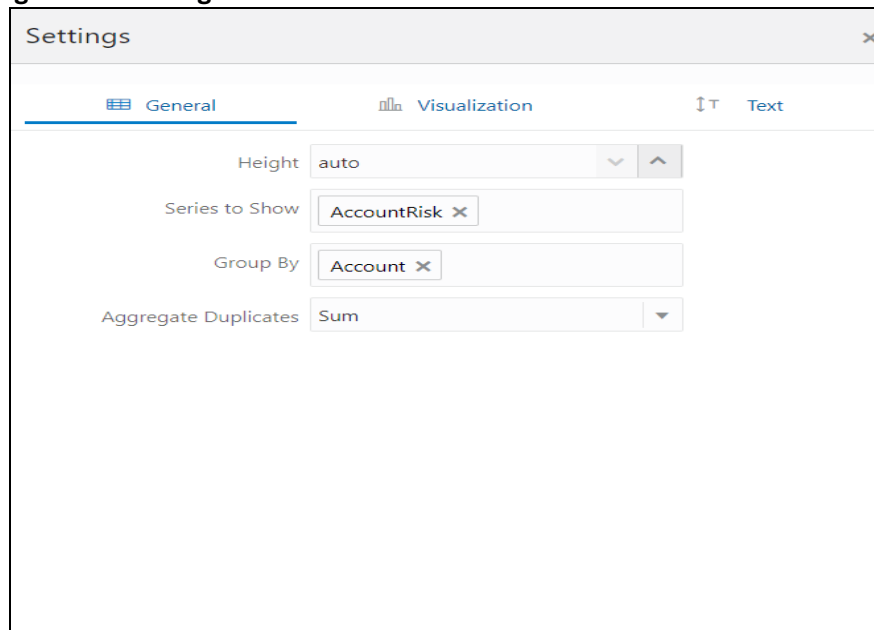 Settings
General Visualization Text
Height auto
Series to Show AccountRisk
Group By Account
Aggregate Duplicates Sum